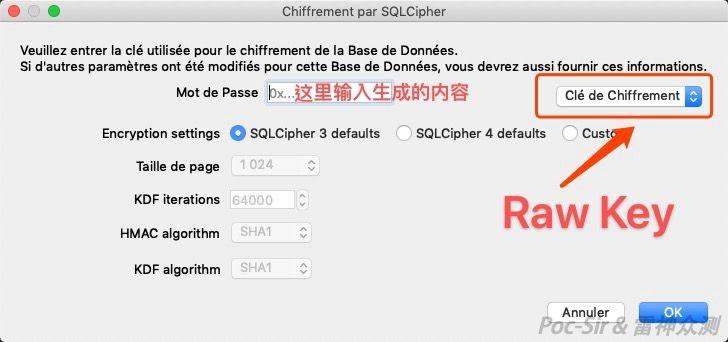 Chiffrement par SQLCipher
Veuillez entrer la clé utilisée pour le chiffrement de la Base de Données.
Si d'autres paramètres ont été modifiés pour cette Base de Données, vous devrez aussi fournir ces informations.
Mot de Passe 0x... 这里输入生成的内容 Clé de Chiffrement
Encryption settings SQLCipher 3 defaults SQLCipher 4 defaults Custo
Taille de page 1 024
KDF iterations 64000
Raw Key
HMAC algorithm SHA1
KDF algorithm SHA1
Annuler OK
Poc-Sir & 雷神众测